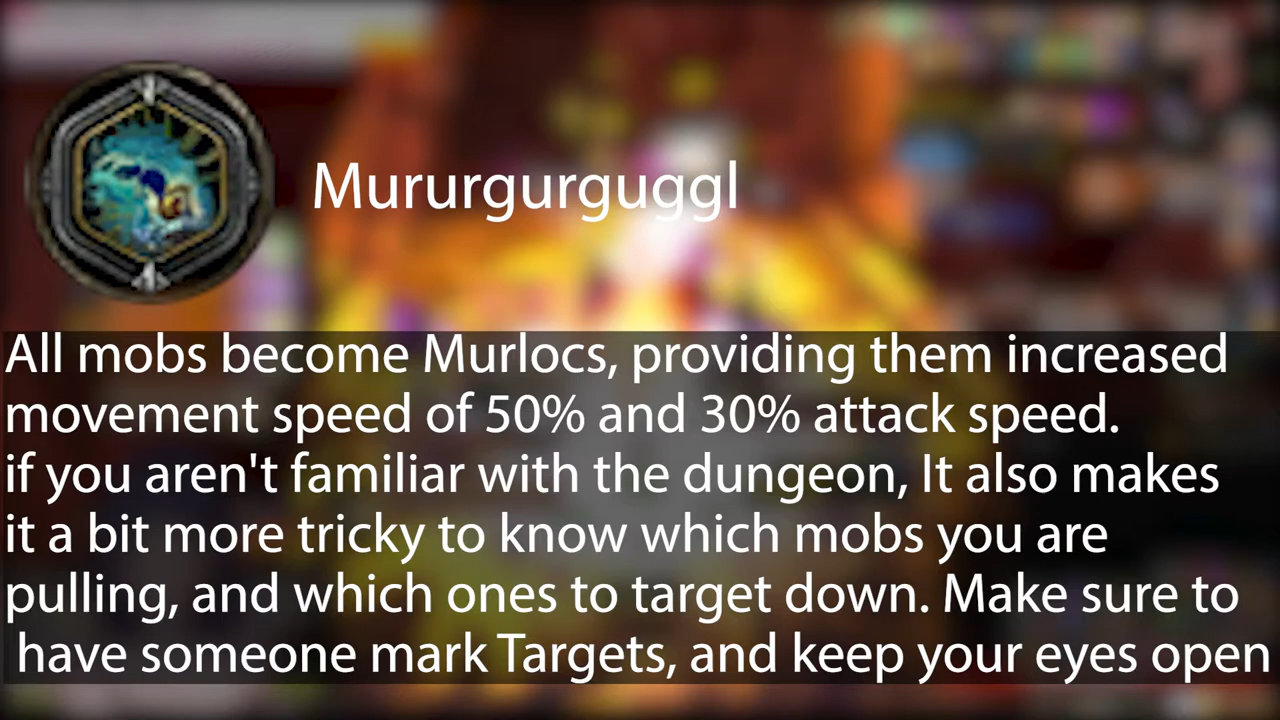 Mururgurguggl
All mobs become Murlocs, providing them increased
movement speed of 50% and 30% attack speed.
if you aren't familiar with the dungeon, It also makes
it a bit more tricky to know which mobs you are
pulling, and which ones to target down. Make sure to
have someone mark Targets, and keep your eyes open